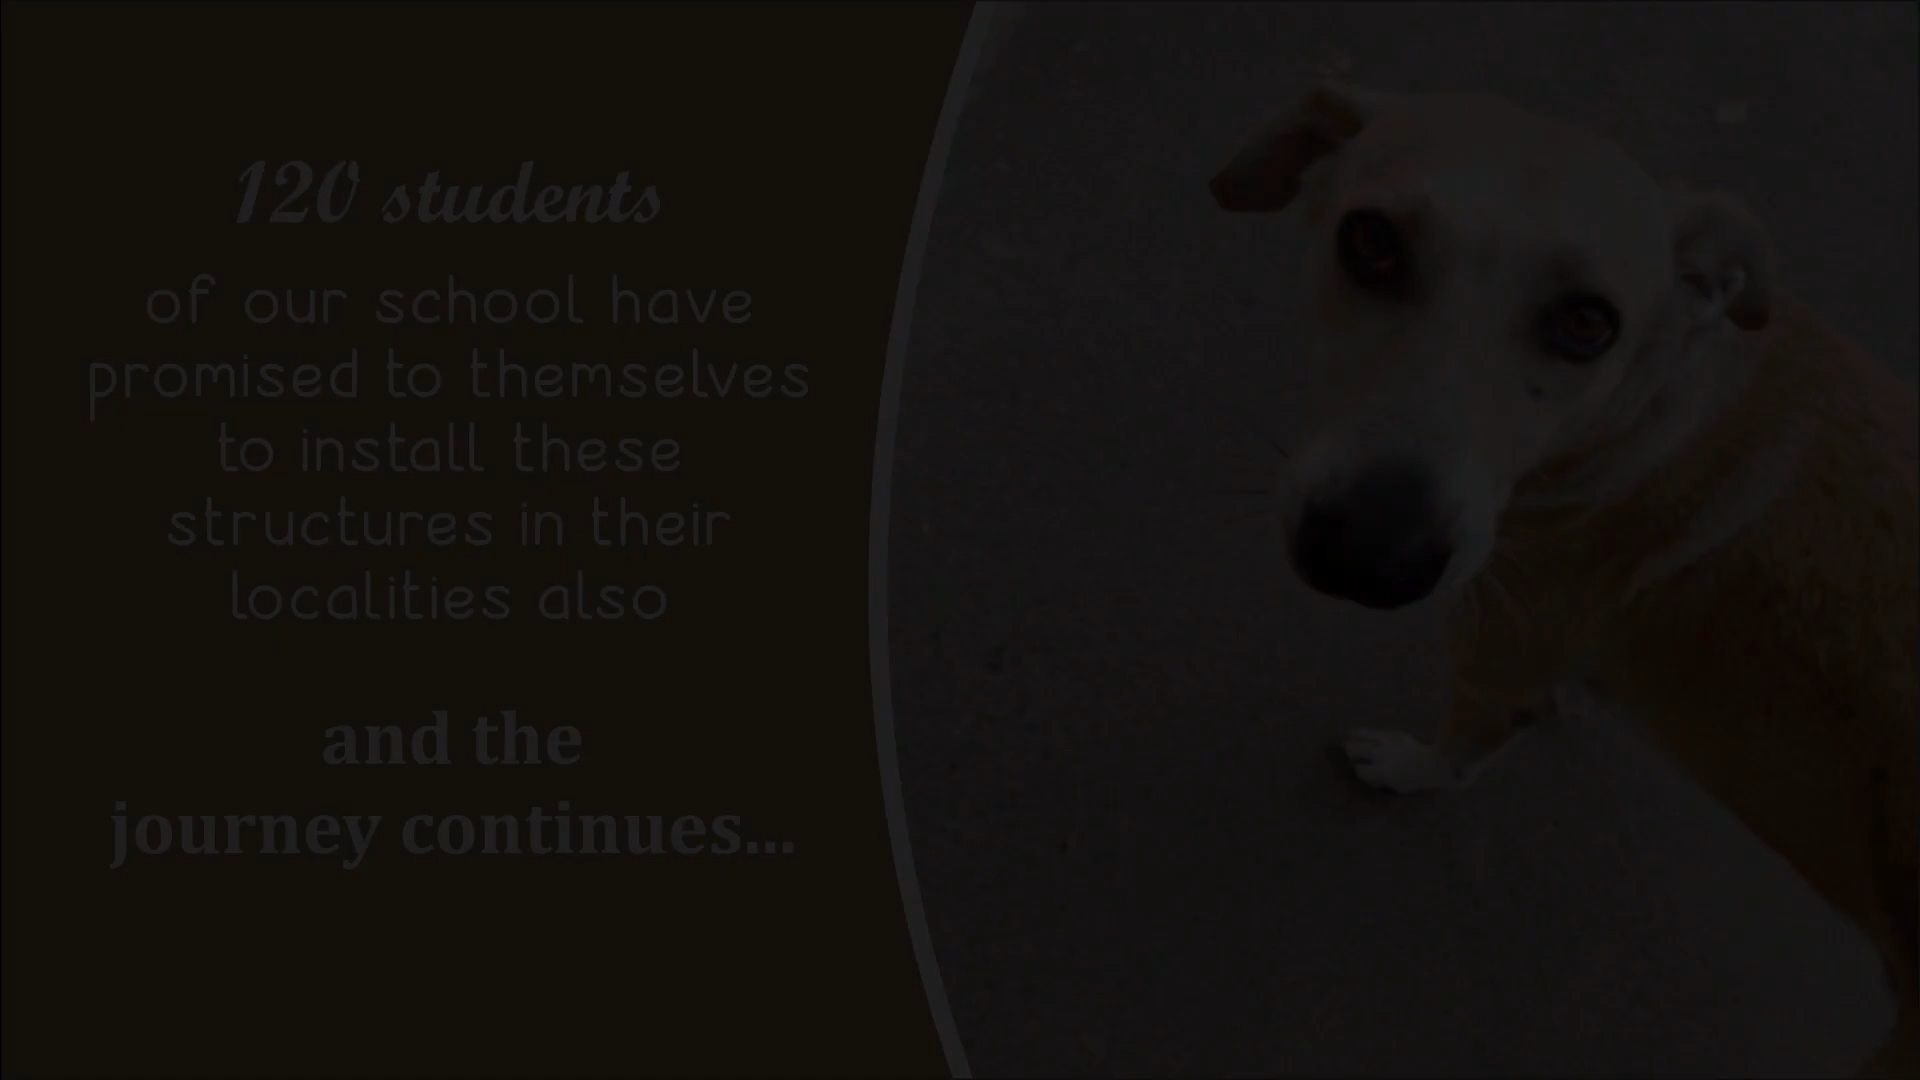 120 students
of our school have
promised to themselves
to install these
structures in their
localities also
and the
journey continues...